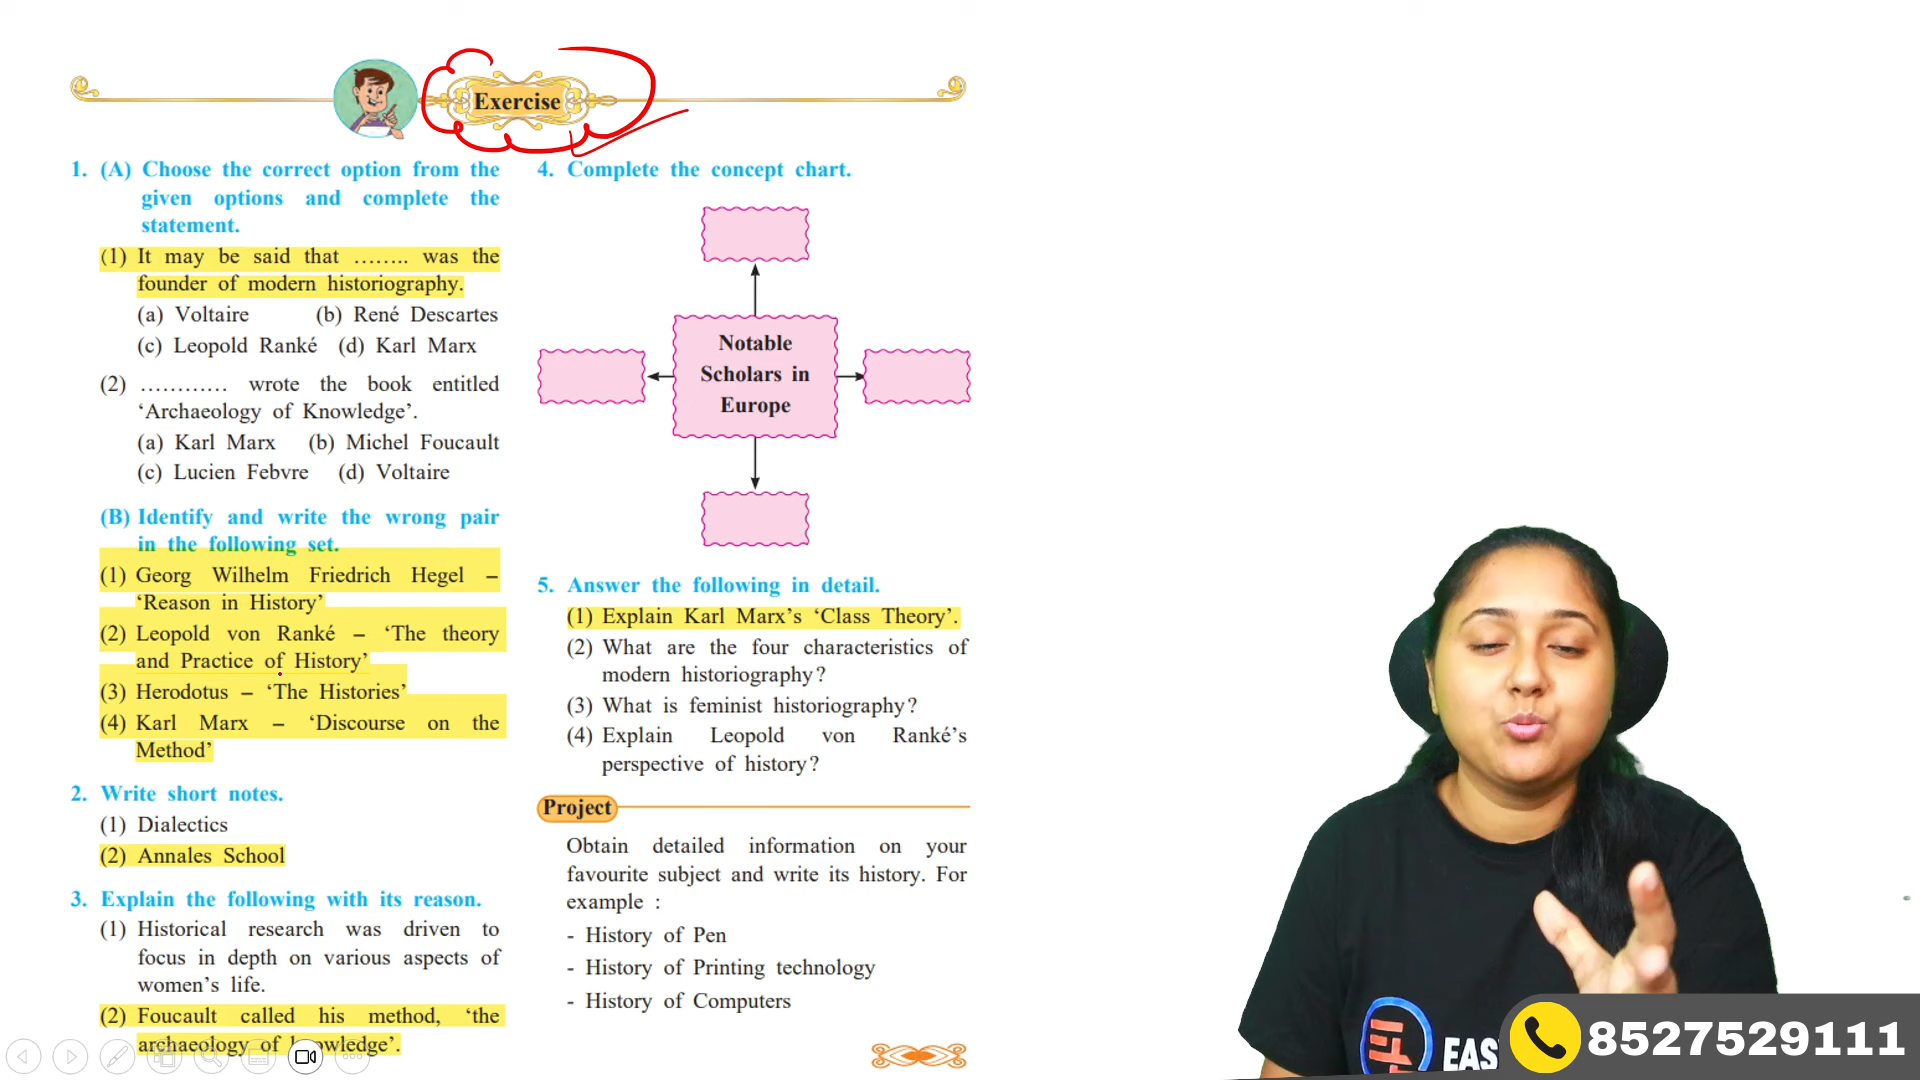 Exercise
1. (A) Choose the correct option from the
given options and complete the
statement.
(1) It may be said that …….. was the
founder of modern historiography.
(a) Voltaire (b) René Descartes
(c) Leopold Ranké (d) Karl Marx
(2) ………… wrote the book entitled
‘Archaeology of Knowledge’.
(a) Karl Marx (b) Michel Foucault
(c) Lucien Febvre (d) Voltaire
(B) Identify and write the wrong pair
in the following set.
(1) Georg Wilhelm Friedrich Hegel –
‘Reason in History’
(2) Leopold von Ranké – ‘The theory
and Practice of History’
(3) Herodotus – ‘The Histories’
(4) Karl Marx – ‘Discourse on the
Method’
2. Write short notes.
(1) Dialectics
(2) Annales School
3. Explain the following with its reason.
(1) Historical research was driven to
focus in depth on various aspects of
women’s life.
(2) Foucault called his method, ‘the
archaeology of knowledge’.
4. Complete the concept chart.
Notable
Scholars in
Europe
5. Answer the following in detail.
(1) Explain Karl Marx’s ‘Class Theory’.
(2) What are the four characteristics of
modern historiography?
(3) What is feminist historiography?
(4) Explain Leopold von Ranké’s
perspective of history?
Project
Obtain detailed information on your
favourite subject and write its history. For
example :
- History of Pen
- History of Printing technology
- History of Computers
EAS
8527529111